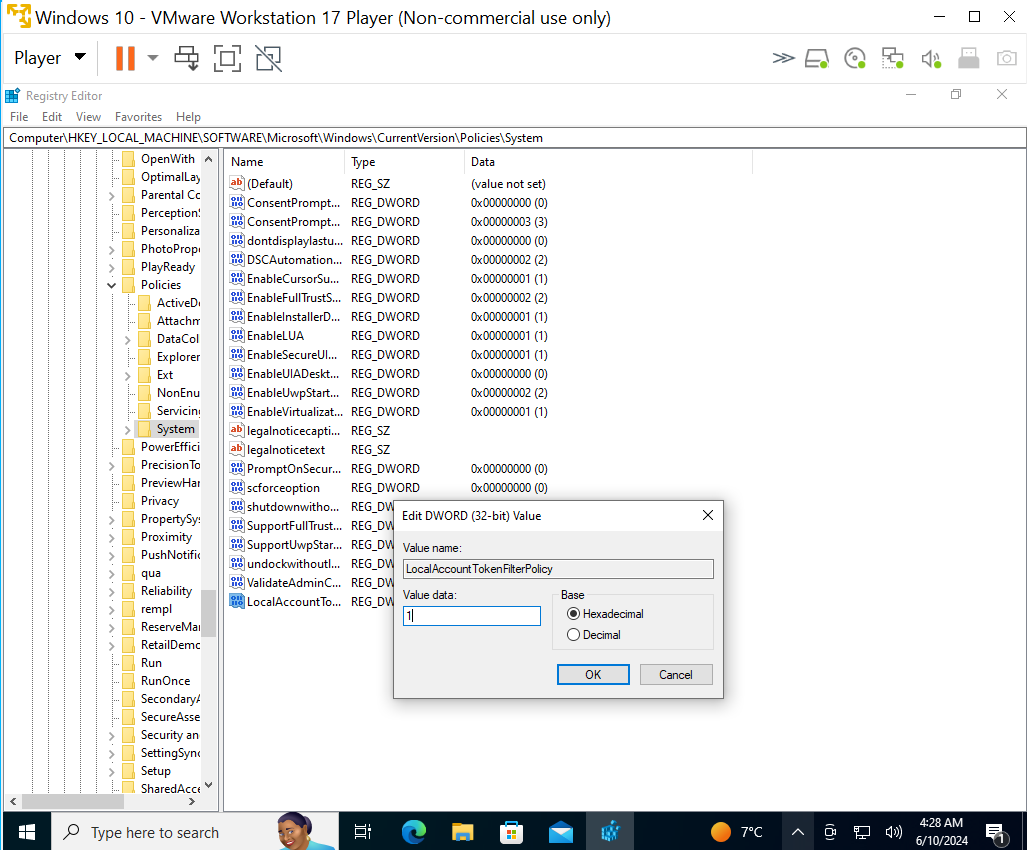 Windows 10 - VMware Workstation 17 Player (Non-commercial use only)
Player
Registry Editor
File Edit View Favorites Help
Computer\HKEY_LOCAL_MACHINE\SOFTWARE\Microsoft\Windows\CurrentVersion\Policies\System
OpenWith
OptimalLay
Parental Co
Perception
Personaliza
PhotoPrope
PlayReady
Policies
ActiveDe
Attachm
DataCol
Explorer
Ext
NonEnu
Servicing
System
PowerEffici
PrecisionTo
PreviewHar
Privacy
PropertySys
Proximity
PushNotific
qua
Reliability
rempl
ReserveMar
RetailDemo
Run
RunOnce
SecondaryA
SecureAsse
Security an
SettingSync
Setup
SharedAcce
Name Type Data
(Default) REG_SZ (value not set)
ConsentPrompt... REG_DWORD 0x00000000 (0)
ConsentPrompt... REG_DWORD 0x00000003 (3)
dontdisplaylastu... REG_DWORD 0x00000000 (0)
DSCAutomation... REG_DWORD 0x00000002 (2)
EnableCursorSu... REG_DWORD 0x00000001 (1)
EnableFullTrustS... REG_DWORD 0x00000002 (2)
EnableInstallerD... REG_DWORD 0x00000001 (1)
EnableLUA REG_DWORD 0x00000001 (1)
EnableSecureUI... REG_DWORD 0x00000001 (1)
EnableUIADeskt... REG_DWORD 0x00000000 (0)
EnableUwpStart... REG_DWORD 0x00000002 (2)
EnableVirtualizat... REG_DWORD 0x00000001 (1)
legalnoticecapti... REG_SZ
legalnoticetext REG_SZ
PromptOnSecur... REG_DWORD 0x00000000 (0)
scforceoption REG_DWORD 0x00000000 (0)
shutdownwitho... REG_DW
SupportFullTrust... REG_DW
SupportUwpStar... REG_DW
undockwithoutl... REG_DW
ValidateAdminC... REG_DW
LocalAccountTo... REG_DW
Edit DWORD (32-bit) Value
Value name:
LocalAccountTokenFilterPolicy
Value data:
1
Base
Hexadecimal
Decimal
OK Cancel
Type here to search
7°C
4:28 AM
6/10/2024
1